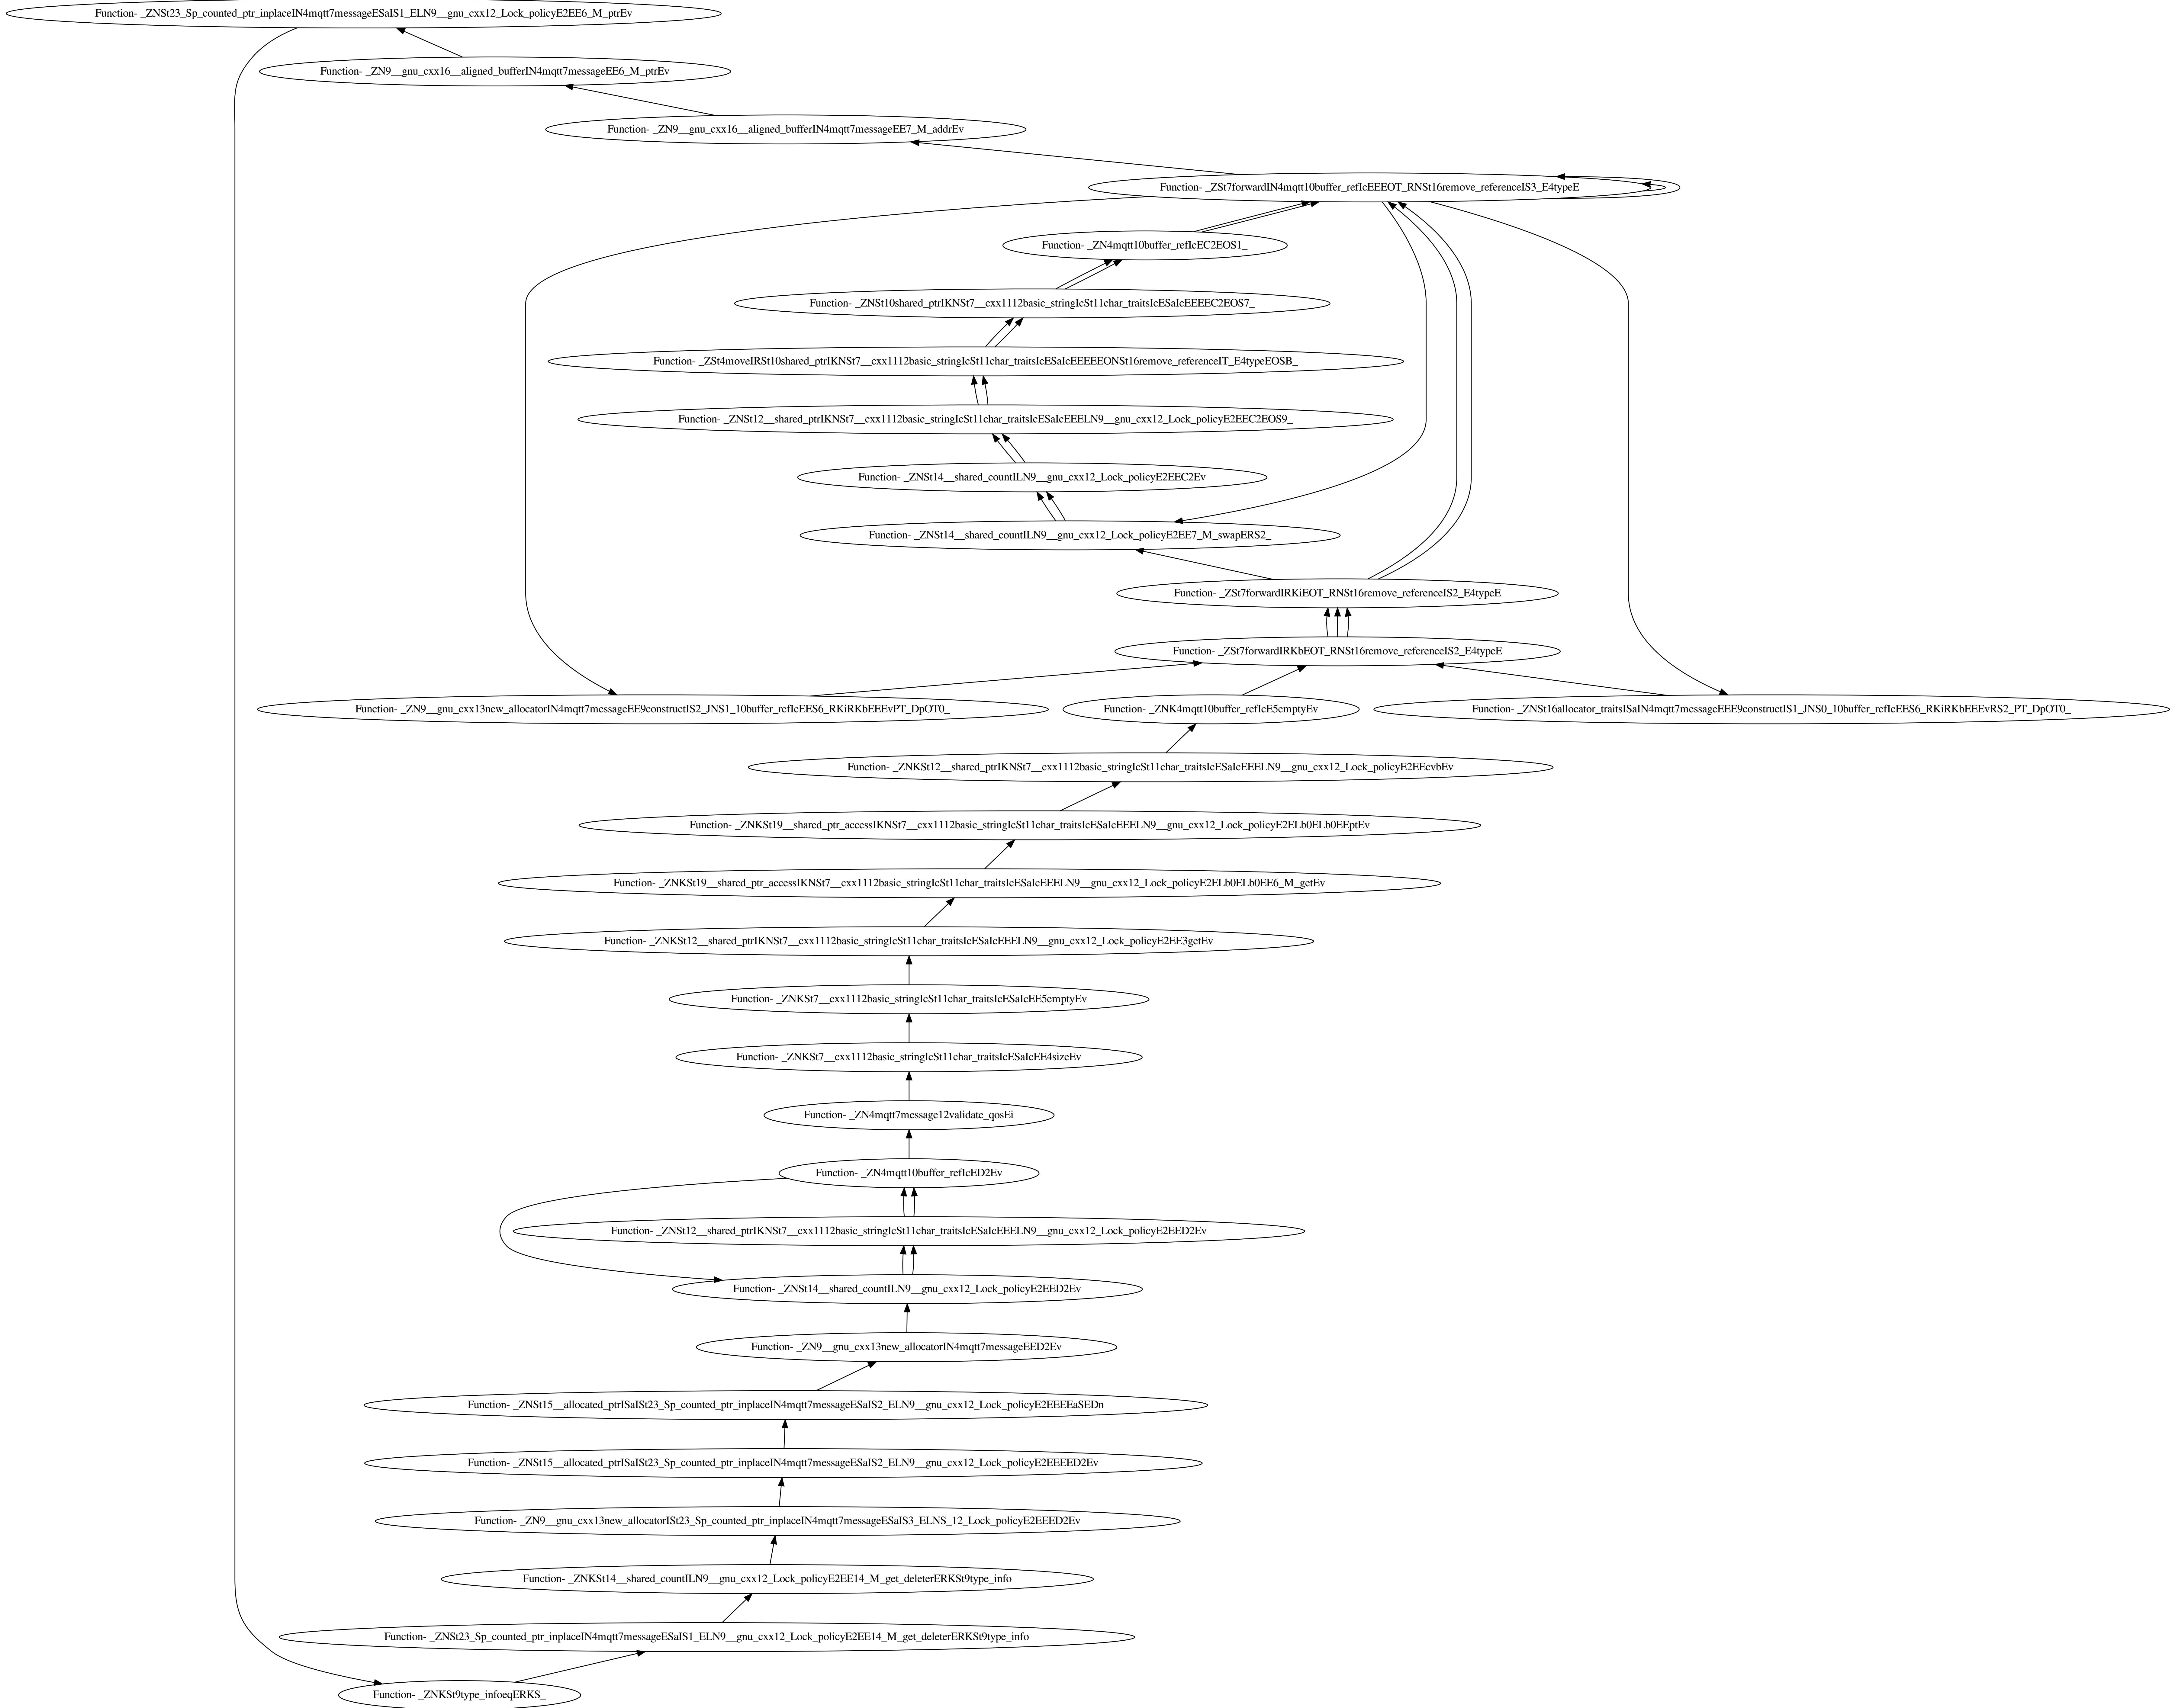 Function- _ZNSt23_Sp_counted_ptr_inplaceIN4mqtt7messageESaIS1_ELN9__gnu_cxx12_Lock_policyE2EE6_M_ptrEv
Function- _ZN9__gnu_cxx16__aligned_bufferIN4mqtt7messageEE6_M_ptrEv
Function- _ZN9__gnu_cxx16__aligned_bufferIN4mqtt7messageEE7_M_addrEv
Function- _ZSt7forwardIN4mqtt10buffer_refIcEEEOT_RNSt16remove_referenceIS3_E4typeE
Function- _ZN4mqtt10buffer_refIcEC2EOS1_
Function- _ZNSt10shared_ptrIKNSt7__cxx1112basic_stringIcSt11char_traitsIcESaIcEEEEC2EOS7_
Function- _ZSt4moveIRSt10shared_ptrIKNSt7__cxx1112basic_stringIcSt11char_traitsIcESaIcEEEEEONSt16remove_referenceIT_E4typeEOSB_
Function- _ZNSt12__shared_ptrIKNSt7__cxx1112basic_stringIcSt11char_traitsIcESaIcEEELN9__gnu_cxx12_Lock_policyE2EEC2EOS9_
Function- _ZNSt14__shared_countILN9__gnu_cxx12_Lock_policyE2EEC2Ev
Function- _ZNSt14__shared_countILN9__gnu_cxx12_Lock_policyE2EE7_M_swapERS2_
Function- _ZSt7forwardIRKiEOT_RNSt16remove_referenceIS2_E4typeE
Function- _ZSt7forwardIRKbEOT_RNSt16remove_referenceIS2_E4typeE
Function- _ZN9__gnu_cxx13new_allocatorIN4mqtt7messageEE9constructIS2_JNS1_10buffer_refIcEES6_RKiRKbEEEvPT_DpOT0_
Function- _ZNK4mqtt10buffer_refIcE5emptyEv
Function- _ZNSt16allocator_traitsISaIN4mqtt7messageEEE9constructIS1_JNS0_10buffer_refIcEES6_RKiRKbEEEvRS2_PT_DpOT0_
Function- _ZNKSt12__shared_ptrIKNSt7__cxx1112basic_stringIcSt11char_traitsIcESaIcEEELN9__gnu_cxx12_Lock_policyE2EEcvbEv
Function- _ZNKSt19__shared_ptr_accessIKNSt7__cxx1112basic_stringIcSt11char_traitsIcESaIcEEELN9__gnu_cxx12_Lock_policyE2ELb0ELb0EEptEv
Function- _ZNKSt19__shared_ptr_accessIKNSt7__cxx1112basic_stringIcSt11char_traitsIcESaIcEEELN9__gnu_cxx12_Lock_policyE2ELb0ELb0EE6_M_getEv
Function- _ZNKSt12__shared_ptrIKNSt7__cxx1112basic_stringIcSt11char_traitsIcESaIcEEELN9__gnu_cxx12_Lock_policyE2EE3getEv
Function- _ZNKSt7__cxx1112basic_stringIcSt11char_traitsIcESaIcEE5emptyEv
Function- _ZNKSt7__cxx1112basic_stringIcSt11char_traitsIcESaIcEE4sizeEv
Function- _ZN4mqtt7message12validate_qosEi
Function- _ZN4mqtt10buffer_refIcED2Ev
Function- _ZNSt12__shared_ptrIKNSt7__cxx1112basic_stringIcSt11char_traitsIcESaIcEEELN9__gnu_cxx12_Lock_policyE2EED2Ev
Function- _ZNSt14__shared_countILN9__gnu_cxx12_Lock_policyE2EED2Ev
Function- _ZN9__gnu_cxx13new_allocatorIN4mqtt7messageEED2Ev
Function- _ZNSt15__allocated_ptrISaISt23_Sp_counted_ptr_inplaceIN4mqtt7messageESaIS2_ELN9__gnu_cxx12_Lock_policyE2EEEEaSEDn
Function- _ZNSt15__allocated_ptrISaISt23_Sp_counted_ptr_inplaceIN4mqtt7messageESaIS2_ELN9__gnu_cxx12_Lock_policyE2EEEED2Ev
Function- _ZN9__gnu_cxx13new_allocatorISt23_Sp_counted_ptr_inplaceIN4mqtt7messageESaIS3_ELNS_12_Lock_policyE2EEED2Ev
Function- _ZNKSt14__shared_countILN9__gnu_cxx12_Lock_policyE2EE14_M_get_deleterERKSt9type_info
Function- _ZNSt23_Sp_counted_ptr_inplaceIN4mqtt7messageESaIS1_ELN9__gnu_cxx12_Lock_policyE2EE14_M_get_deleterERKSt9type_info
Function- _ZNKSt9type_infoeqERKS_